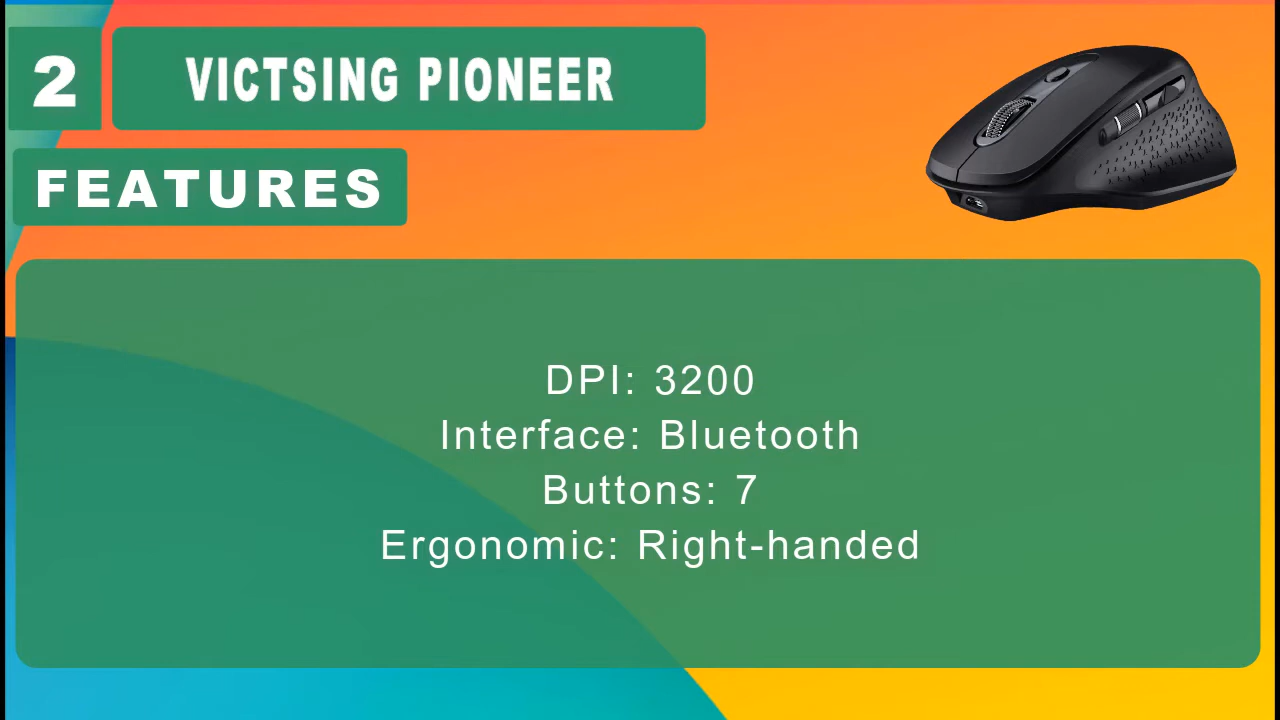 2
VICTSING PIONEER
FEATURES
DPI: 3200
Interface: Bluetooth
Buttons: 7
Ergonomic: Right-handed